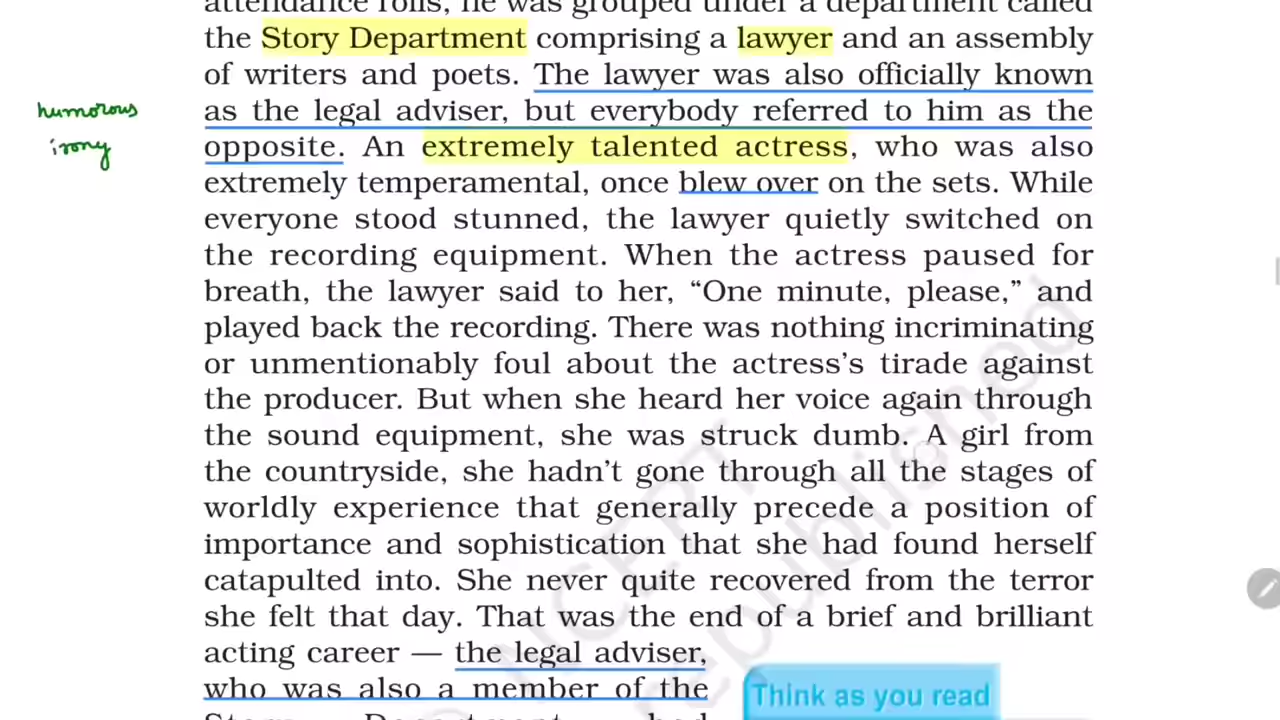 attendance rolls, he was grouped under a department called
the Story Department comprising a lawyer and an assembly
of writers and poets. The lawyer was also officially known
humorous
as the legal adviser, but everybody referred to him as the
irony
opposite. An extremely talented actress, who was also
extremely temperamental, once blew over on the sets. While
everyone stood stunned, the lawyer quietly switched on
the recording equipment. When the actress paused for
breath, the lawyer said to her, “One minute, please,” and
played back the recording. There was nothing incriminating
or unmentionably foul about the actress’s tirade against
the producer. But when she heard her voice again through
the sound equipment, she was struck dumb. A girl from
the countryside, she hadn’t gone through all the stages of
worldly experience that generally precede a position of
importance and sophistication that she had found herself
catapulted into. She never quite recovered from the terror
she felt that day. That was the end of a brief and brilliant
acting career — the legal adviser,
who was also a member of the
Story Department, had
Think as you read
NCERT
republished